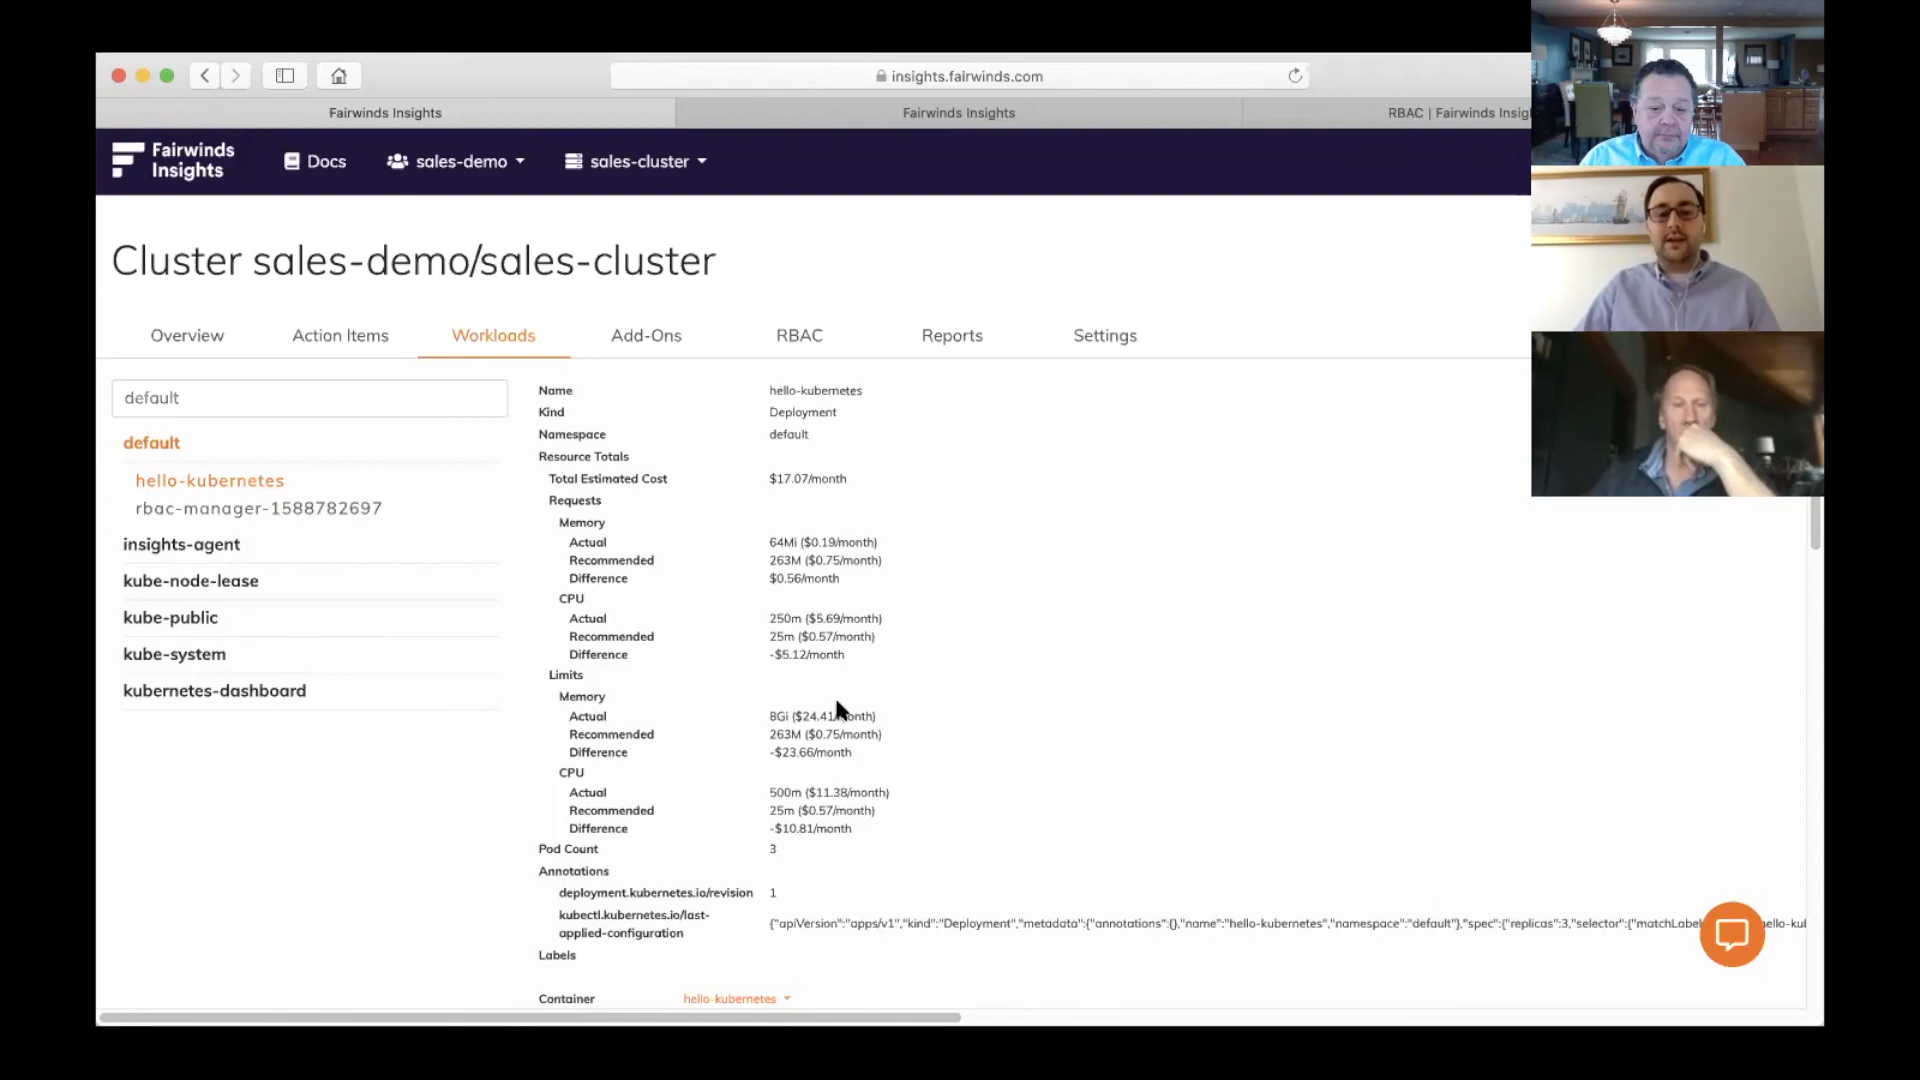 insights.fairwinds.com
Fairwinds Insights
Fairwinds Insights
RBAC | Fairwinds Insig
Fairwinds Insights
Docs
sales-demo
sales-cluster
Cluster sales-demo/sales-cluster
Overview
Action Items
Workloads
Add-Ons
RBAC
Reports
Settings
default
default
hello-kubernetes
rbac-manager-1588782697
insights-agent
kube-node-lease
kube-public
kube-system
kubernetes-dashboard
Name hello-kubernetes
Kind Deployment
Namespace default
Resource Totals
Total Estimated Cost $17.07/month
Requests
Memory
Actual 64Mi ($0.19/month)
Recommended 263M ($0.75/month)
Difference $0.56/month
CPU
Actual 250m ($5.69/month)
Recommended 25m ($0.57/month)
Difference -$5.12/month
Limits
Memory
Actual 8Gi ($24.41/month)
Recommended 263M ($0.75/month)
Difference -$23.66/month
CPU
Actual 500m ($11.38/month)
Recommended 25m ($0.57/month)
Difference -$10.81/month
Pod Count 3
Annotations
deployment.kubernetes.io/revision 1
kubectl.kubernetes.io/last-applied-configuration {"apiVersion":"apps/v1","kind":"Deployment","metadata":{"annotations":{},"name":"hello-kubernetes","namespace":"default"},"spec":{"replicas":3,"selector":{"matchLabel hello-kul
Labels
Container hello-kubernetes